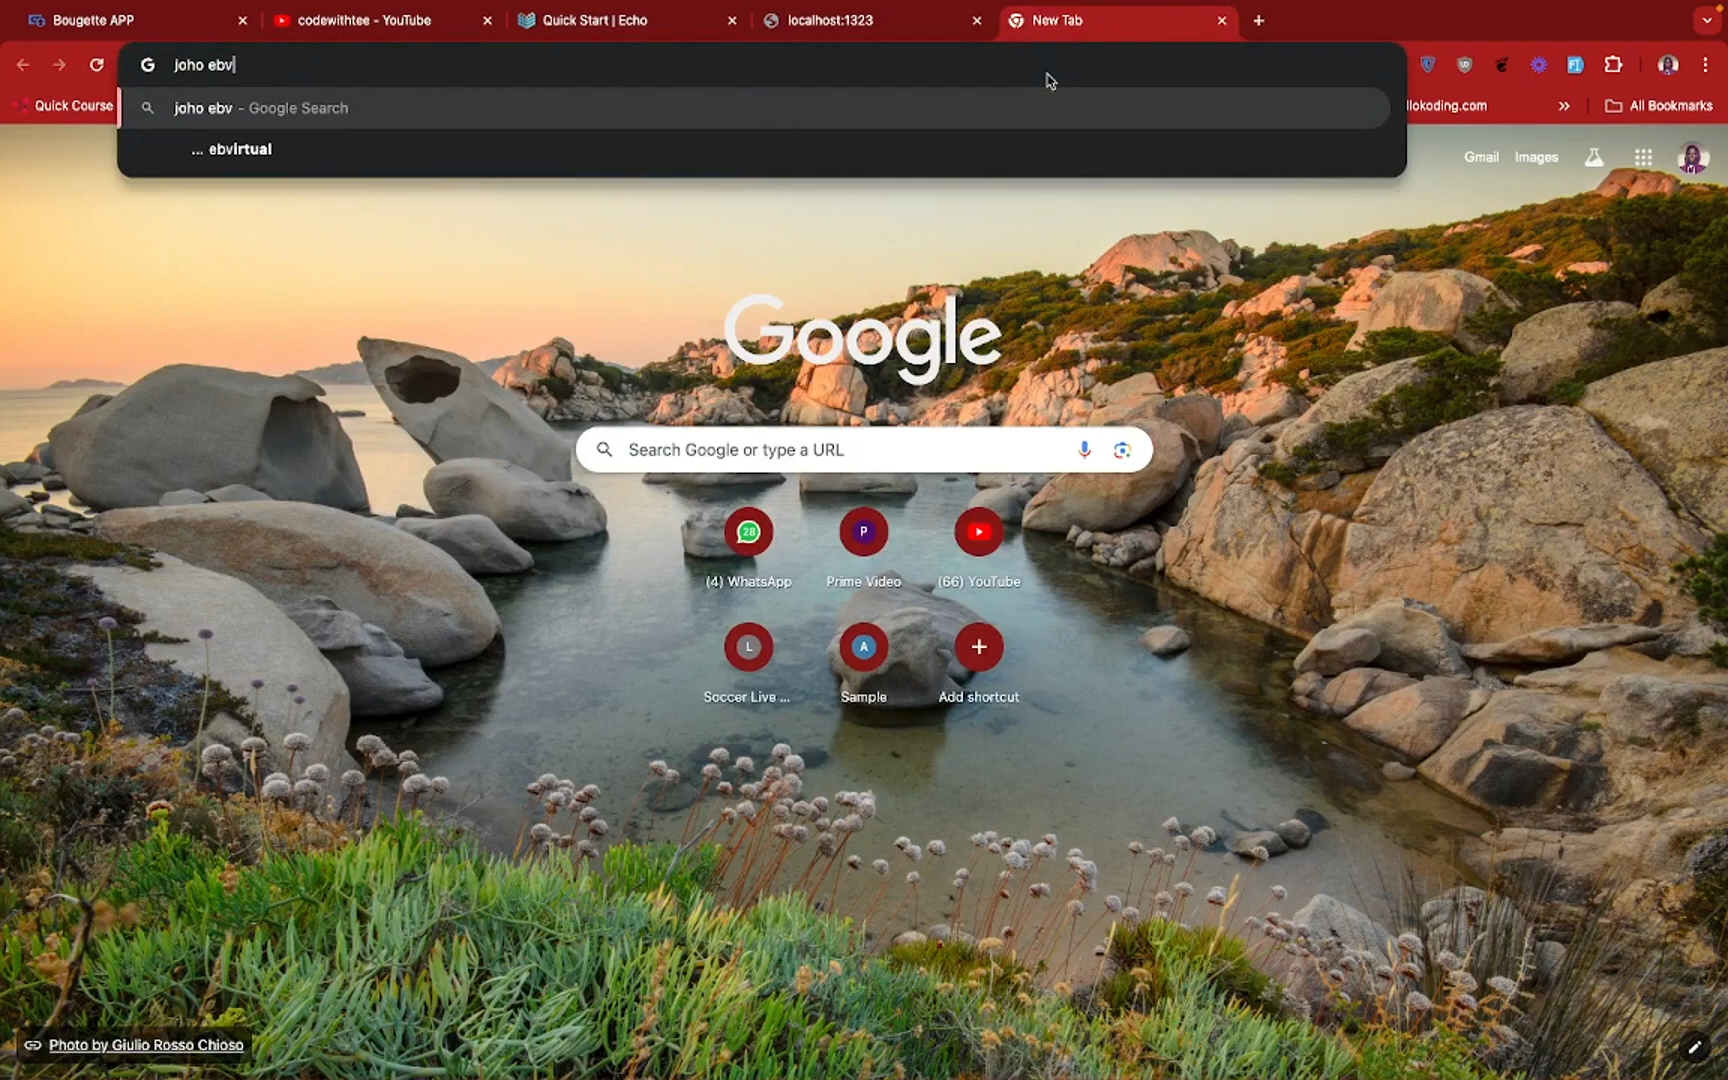 Bougette APP
codewithtee - YouTube
Quick Start | Echo
localhost:1323
New Tab
joho ebv
Quick Course
joho ebv - Google Search
llokoding.com
All Bookmarks
... ebvirtual
Gmail
Images
Google
Search Google or type a URL
28
P
(4) WhatsApp
Prime Video
(66) YouTube
L
A
Soccer Live ...
Sample
Add shortcut
Photo by Giulio Rosso Chioso